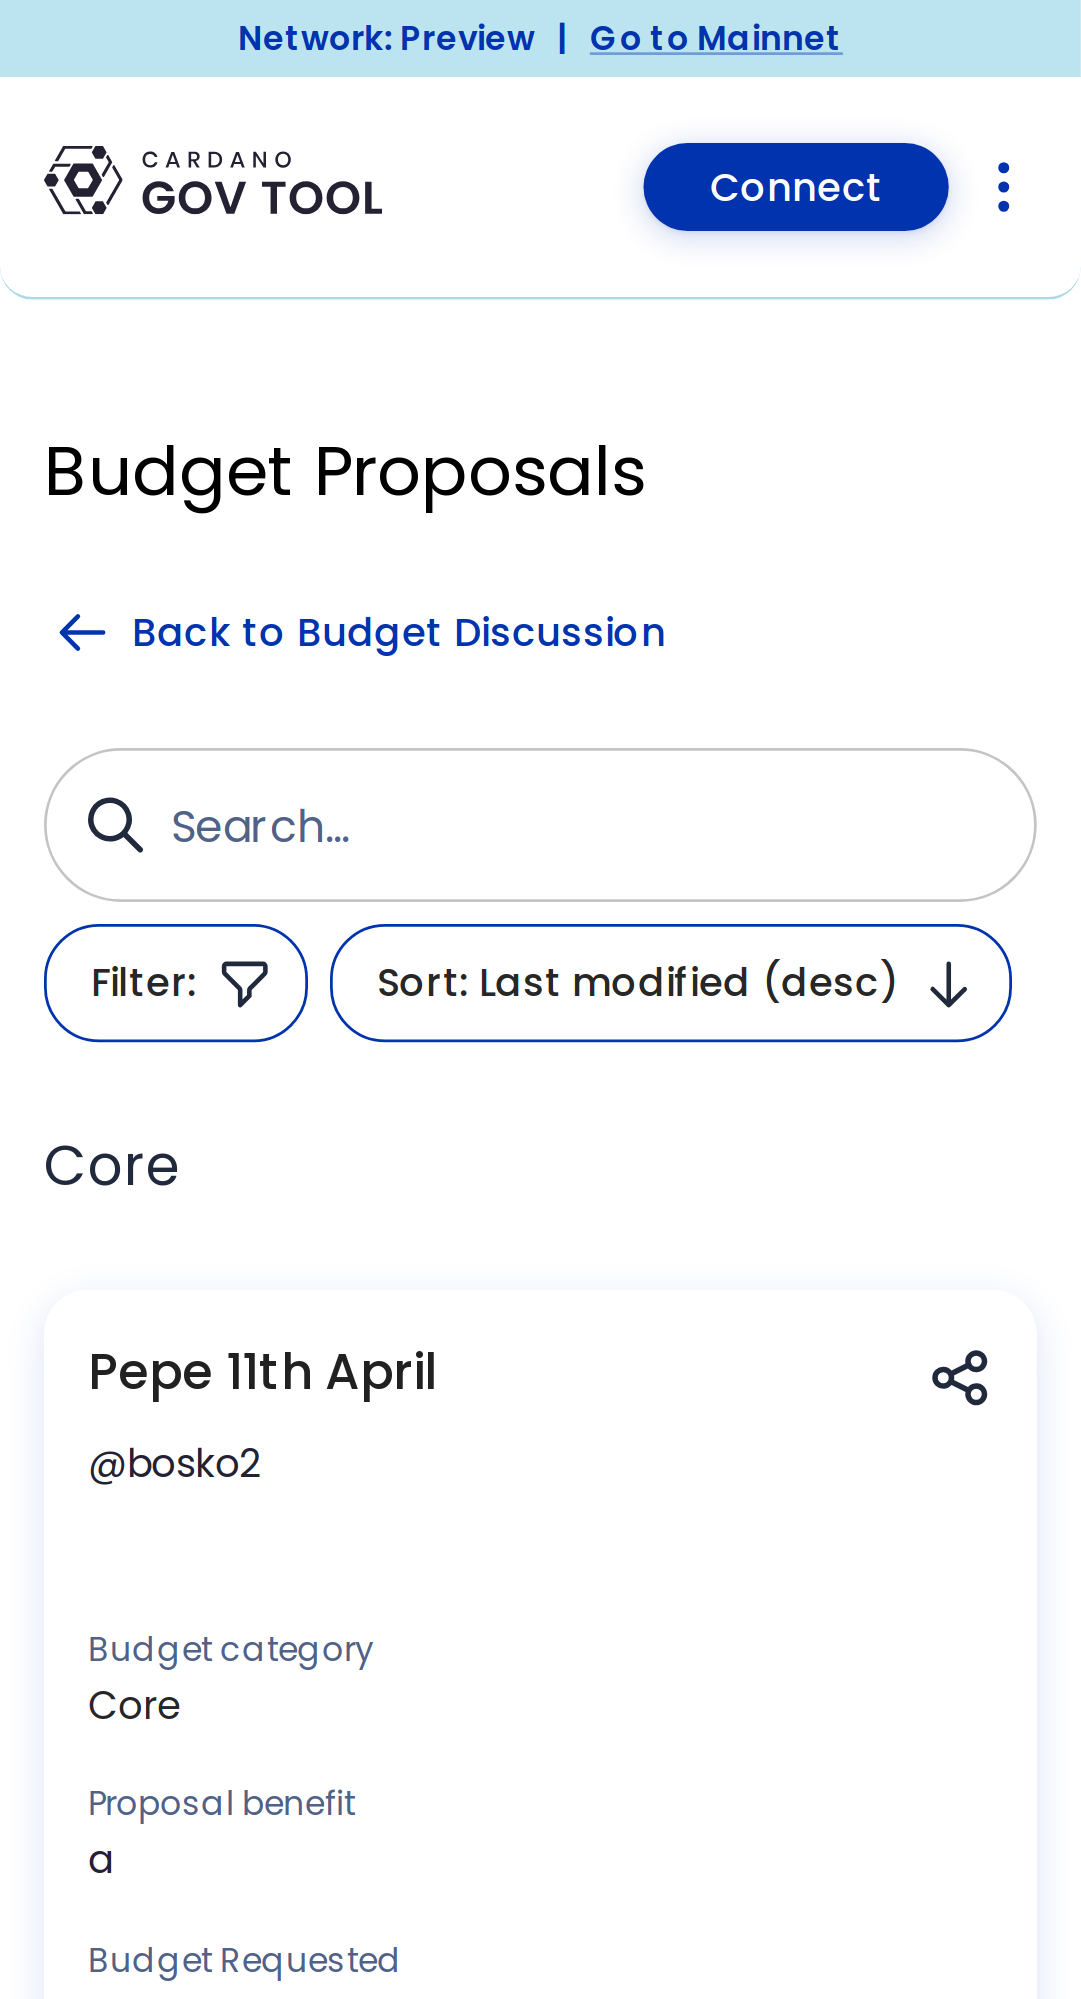 Network: Preview | Go to Mainnet
CARDANO
GOV TOOL
Connect
Budget Proposals
Back to Budget Discussion
Search...
Filter:
Sort: Last modified (desc)
Core
Pepe 11th April
@bosko2
Budget category
Core
Proposal benefit
a
Budget Requested